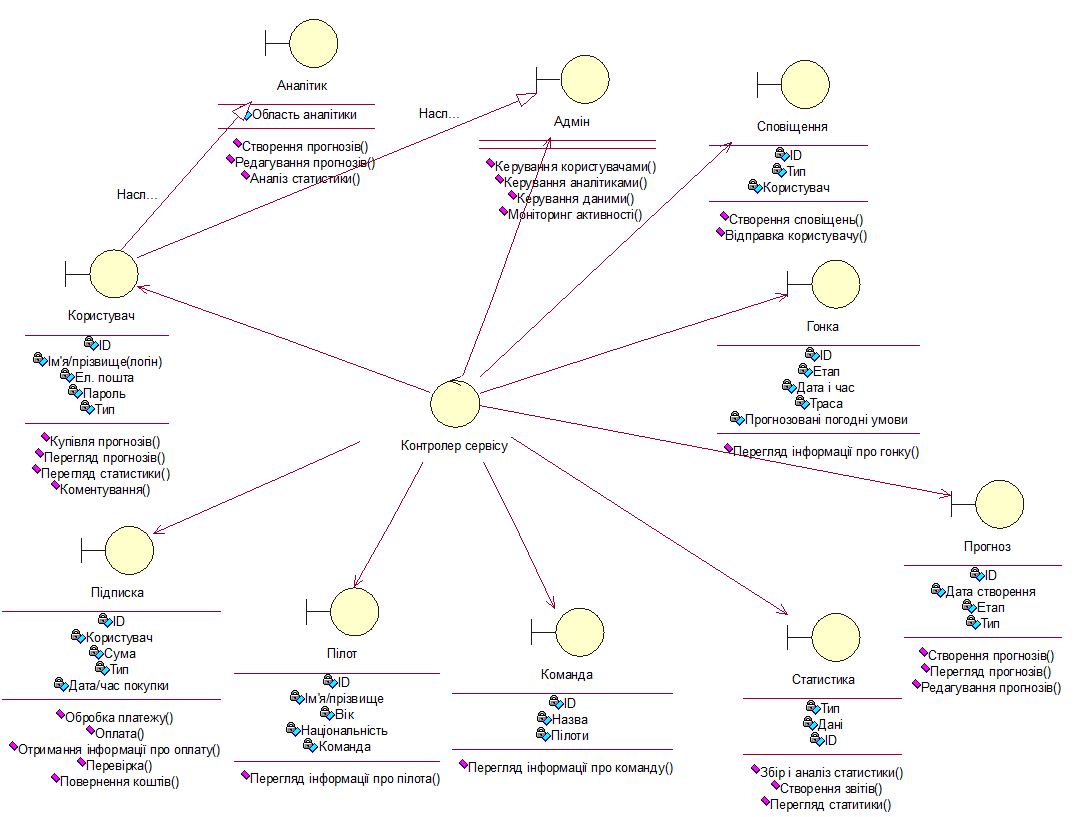 Аналітик
Область аналітики
Створення прогнозів()
Редагування прогнозів()
Аналіз статистики()
Насл...
Насл...
Адмін
Керування користувачами()
Керування аналітиками()
Керування даними()
Моніторинг активності()
Сповіщення
ID
Тип
Користувач
Створення сповіщень()
Відправка користувачу()
Користувач
ID
Ім'я/прізвище(логін)
Ел. пошта
Пароль
Тип
Купівля прогнозів()
Перегляд прогнозів()
Перегляд статистики()
Коментування()
Контролер сервісу
Гонка
ID
Етап
Дата і час
Траса
Прогнозовані погодні умови
Перегляд інформації про гонку()
Прогноз
ID
Дата створення
Етап
Тип
Створення прогнозів()
Перегляд прогнозів()
Редагування прогнозів()
Підписка
ID
Користувач
Сума
Тип
Дата/час покупки
Обробка платежу()
Оплата()
Отримання інформації про оплату()
Перевірка()
Повернення коштів()
Пілот
ID
Ім'я/прізвище
Вік
Національність
Команда
Перегляд інформації про пілота()
Команда
ID
Назва
Пілоти
Перегляд інформації про команду()
Статистика
Тип
Дані
ID
Збір і аналіз статистики()
Створення звітів()
Перегляд статитики()